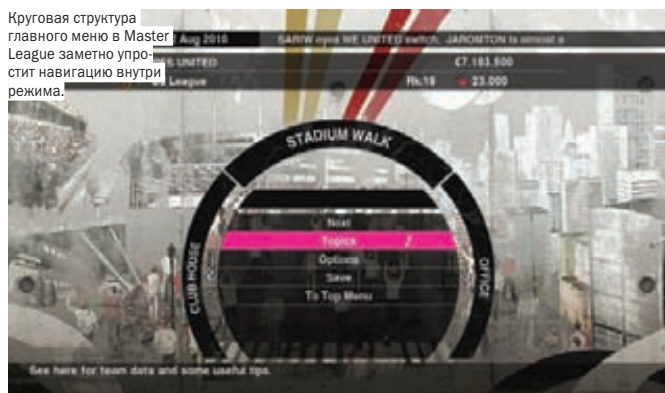 Круговая структура
главного меню в Master
League заметно упро-
стит навигацию внутри
режима.
Aug 2010
SARIW eyes WE UNITED switch. JAROMTON is almost a
UNITED
€7,193,500
League
Rk.18
23.000
STADIUM WALK
CLUB HOUSE
OFFICE
Next
Topics
Options
Save
To Top Menu
See here for team data and some useful tips.